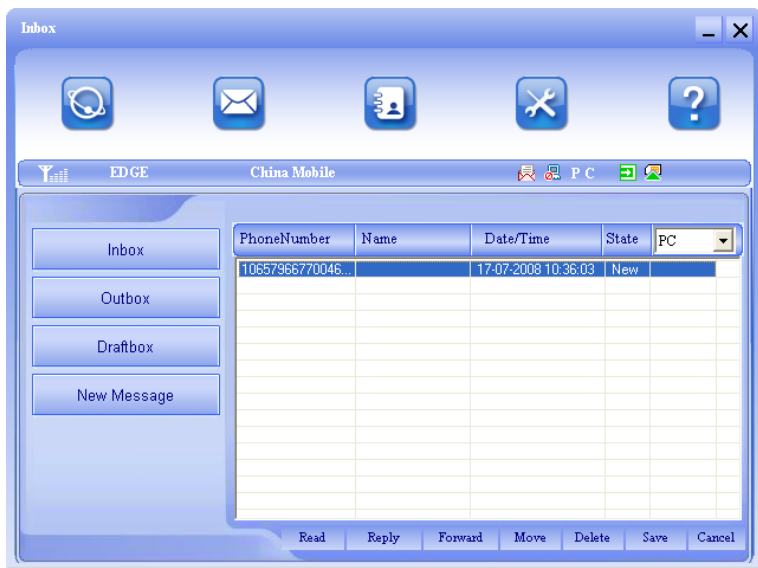 Inbox
EDGE China Mobile P C
Inbox
Outbox
Draftbox
New Message
PhoneNumber Name Date/Time State PC
10657966770046... 17-07-2008 10:36:03 New
Read Reply Forward Move Delete Save Cancel